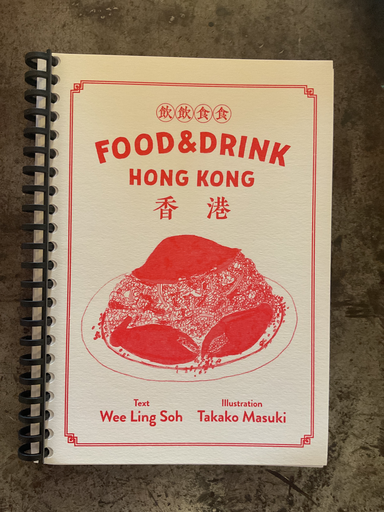 飲飲食食
FOOD&DRINK
HONG KONG
香港
Text
Wee Ling Soh
Illustration
Takako Masuki